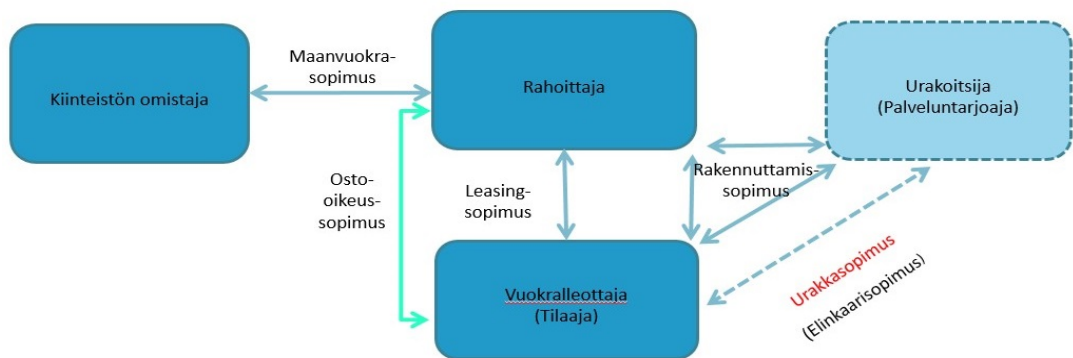 Kiinteistön omistaja
Maanvuokra-
sopimus
Rahoittaja
Urakoitsija
(Palveluntarjoaja)
Osto-
oikeus-
sopimus
Leasing-
sopimus
Rakennuttamis-
sopimus
Vuokralleottaja
(Tilaaja)
Urakkasopimus
(Elinkaarisopimus)